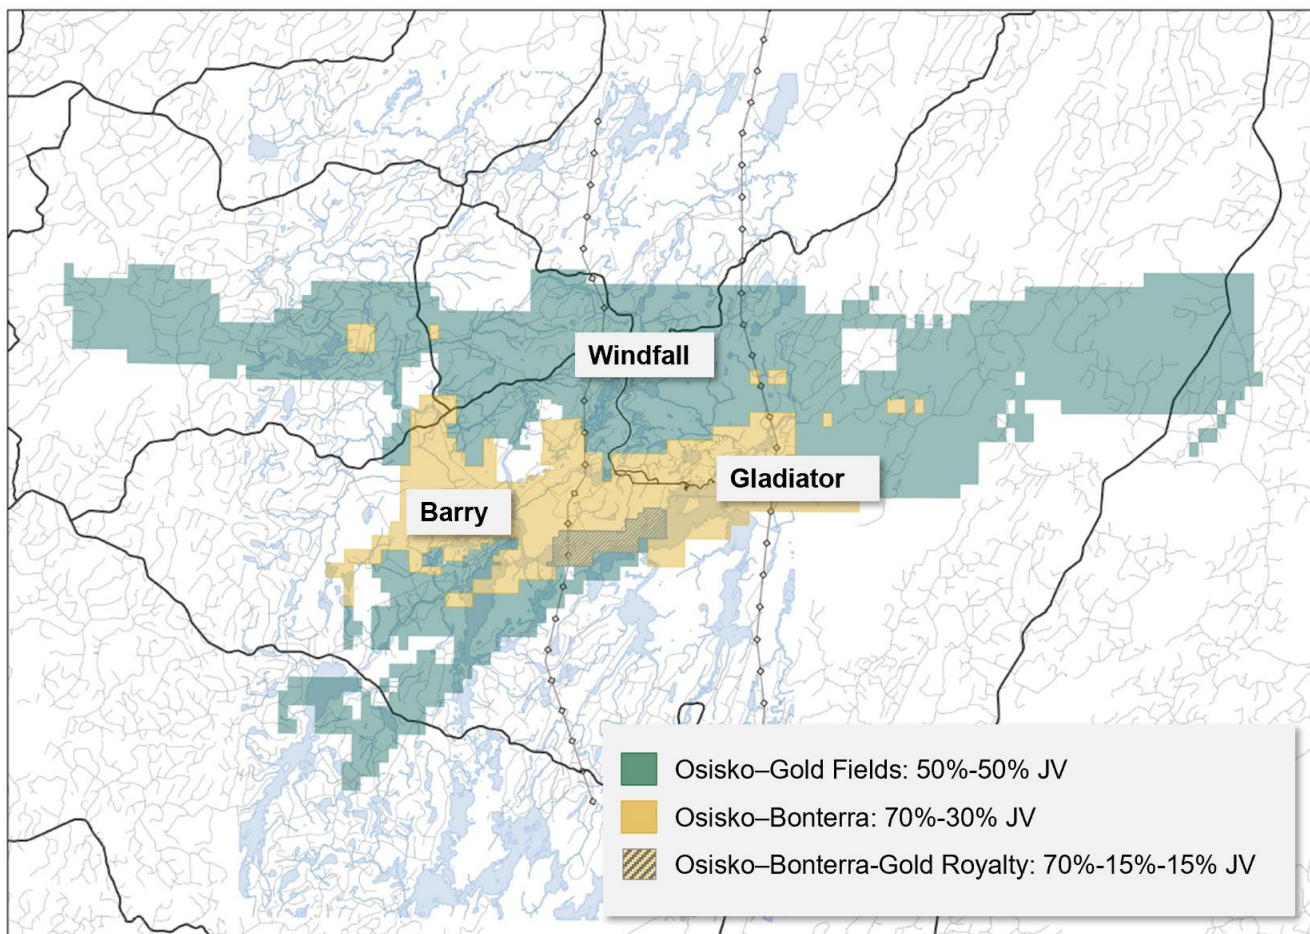 Windfall
Gladiator
Barry
Osisko–Gold Fields: 50%-50% JV
Osisko–Bonterra: 70%-30% JV
Osisko–Bonterra-Gold Royalty: 70%-15%-15% JV